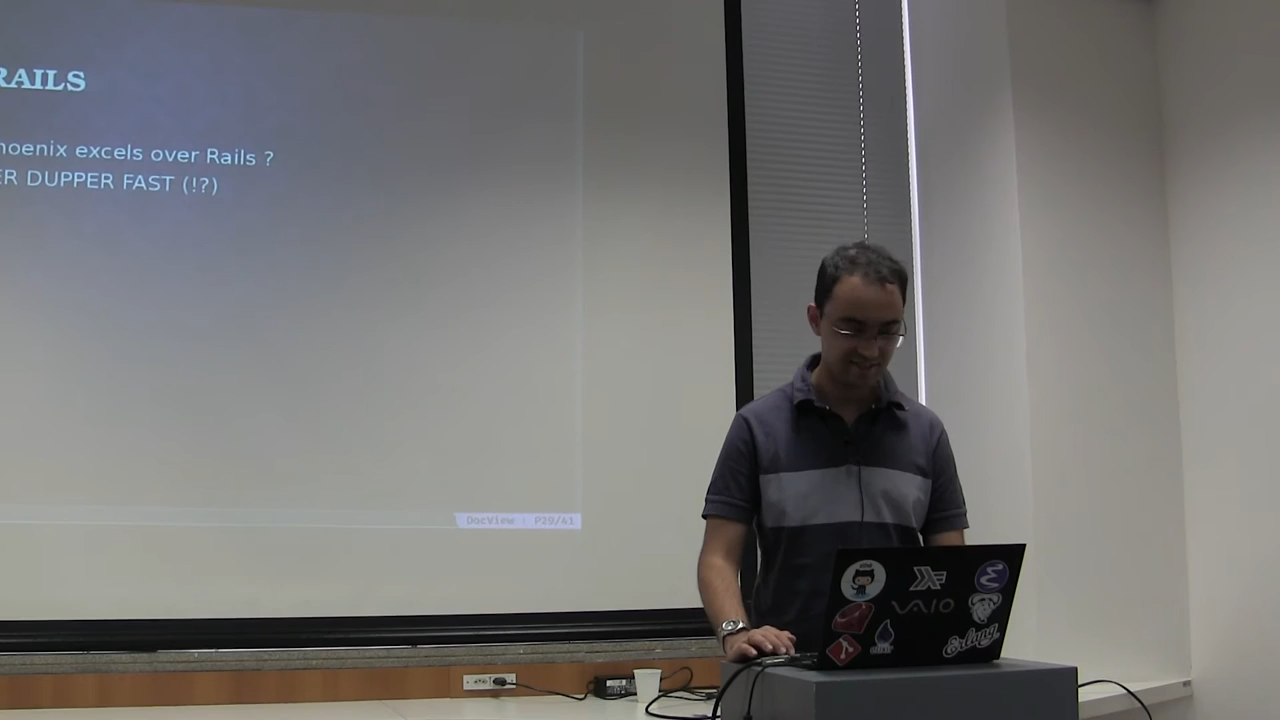 RAILS
hoenix excels over Rails ?
ER DUPPER FAST (!?)
DocView | P29/41
VAIO
Erlang